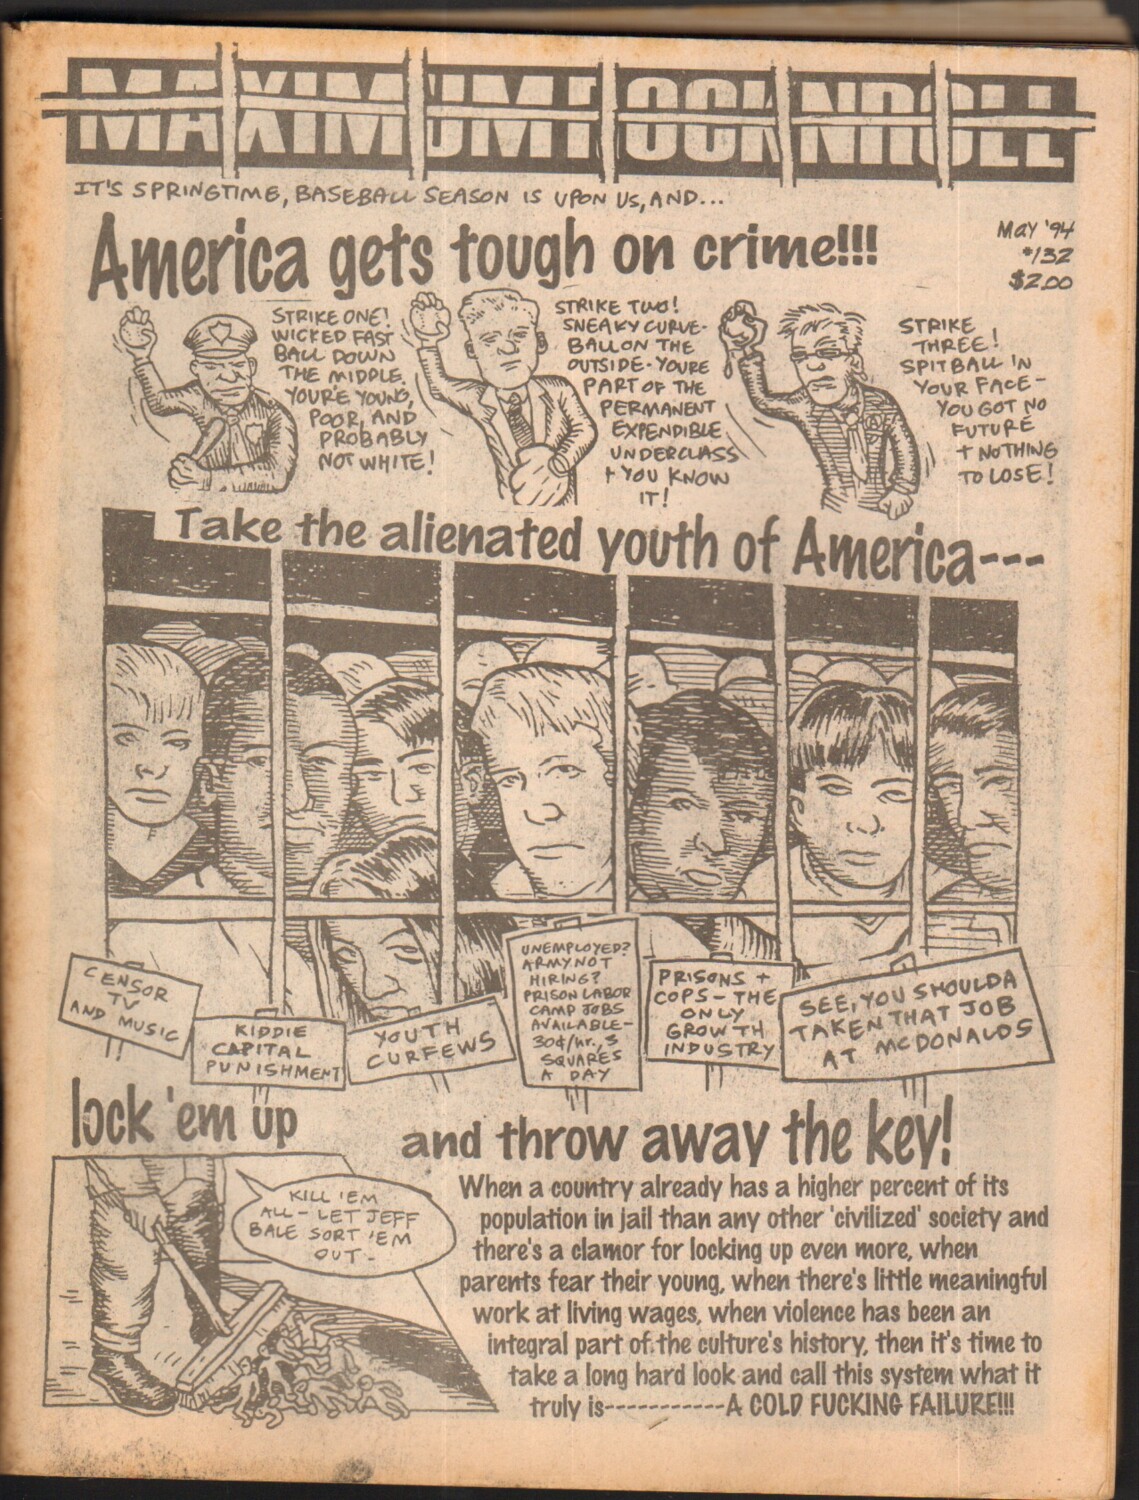 MAXIMUM ROCKNROLL
IT'S SPRINGTIME, BASEBALL SEASON IS UPON US, AND...
America gets tough on crime!!!
MAY '94
#132
$2.00
STRIKE ONE!
WICKED FAST
BALL DOWN
THE MIDDLE.
YOU'RE YOUNG,
POOR, AND
PROBABLY
NOT WHITE!
STRIKE TWO!
SNEAKY CURVE-
BALL ON THE
OUTSIDE-YOURE
PART OF THE
PERMANENT
EXPENDIBLE
UNDERCLASS
+ YOU KNOW
IT!
STRIKE
THREE!
SPITBALL IN
YOUR FACE-
YOU GOT NO
FUTURE
+ NOTHING
TO LOSE!
Take the alienated youth of America---
CENSOR
TV
AND MUSIC
KIDDIE
CAPITAL
PUNISHMENT
YOUTH
CURFEWS
UNEMPLOYED?
ARMY NOT
HIRING?
PRISON LABOR
CAMP JOBS
AVAILABLE-
30¢/hr., 3
SQUARES
A DAY
PRISONS +
COPS - THE
ONLY
GROWTH
INDUSTRY
SEE, YOU SHOULDA
TAKEN THAT JOB
AT McDONALDS
lock 'em up
and throw away the key!
KILL 'EM
ALL - LET JEFF
BALE SORT 'EM
OUT -
When a country already has a higher percent of its
population in jail than any other 'civilized' society and
there's a clamor for locking up even more, when
parents fear their young, when there's little meaningful
work at living wages, when violence has been an
integral part of the culture's history, then it's time to
take a long hard look and call this system what it
truly is-----------A COLD FUCKING FAILURE!!!